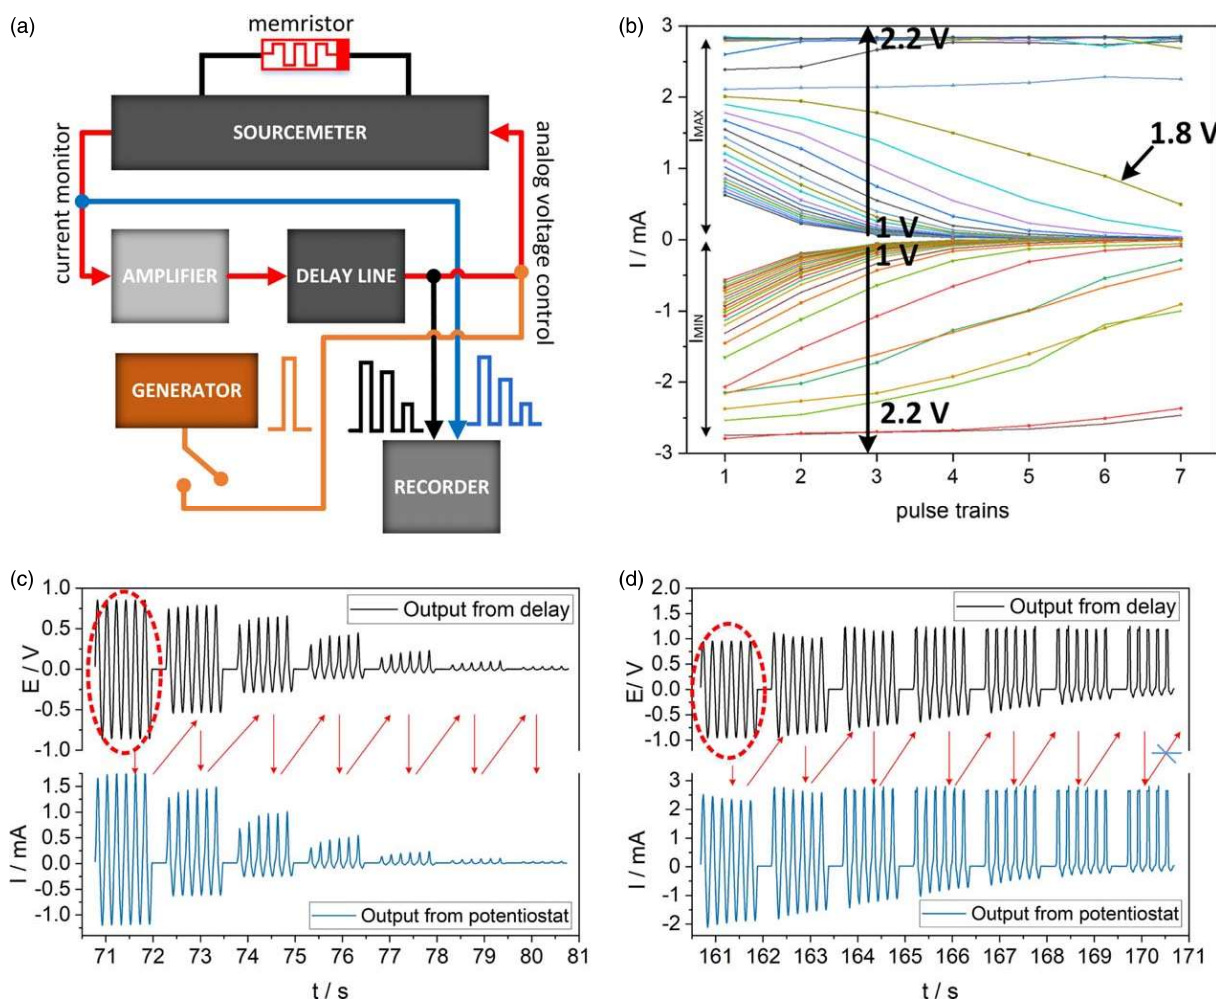 (a)
memristor
SOURCEMETER
current monitor
analog voltage control
AMPLIFIER
DELAY LINE
GENERATOR
RECORDER
(b)
3
2
1
0
-1
-2
-3
I / mA
IMAX
IMIN
2.2 V
1.8 V
1 V
1 V
2.2 V
1 2 3 4 5 6 7
pulse trains
(c)
1.0
0.5
0.0
-0.5
-1.0
E / V
Output from delay
1.5
1.0
0.5
0.0
-0.5
-1.0
I / mA
Output from potentiostat
71 72 73 74 75 76 77 78 79 80 81
t / s
(d)
2.0
1.5
1.0
0.5
0.0
-0.5
-1.0
E/ V
Output from delay
3
2
1
0
-1
-2
I / mA
Output from potentiostat
161 162 163 164 165 166 167 168 169 170 171
t / s